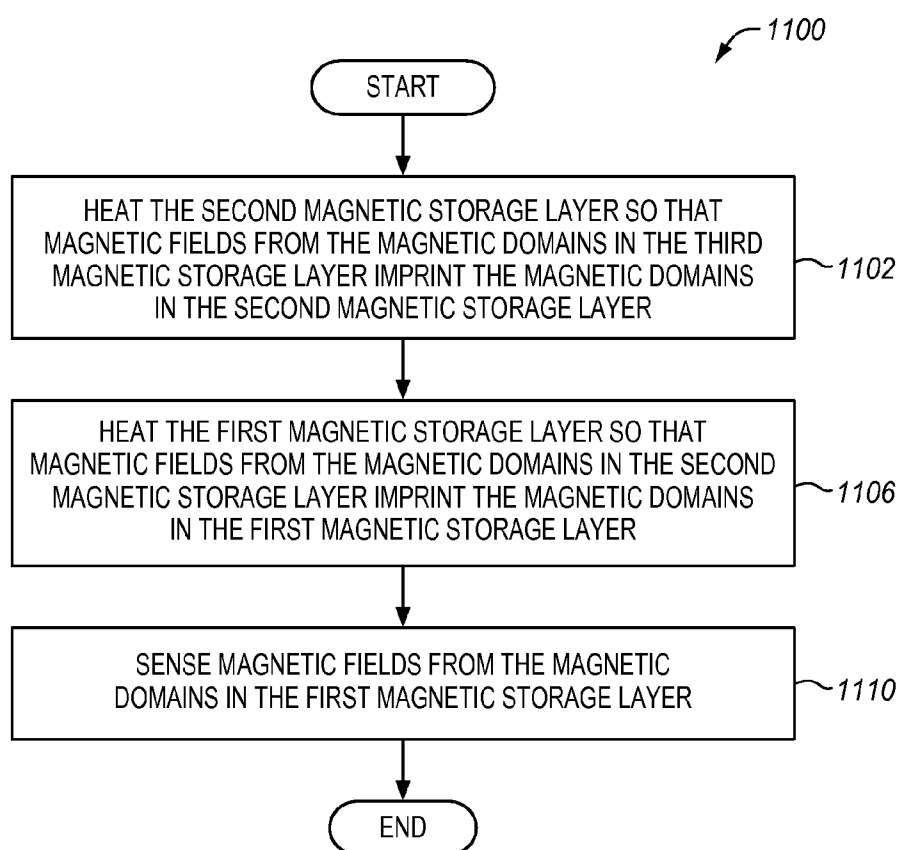 1100
START
HEAT THE SECOND MAGNETIC STORAGE LAYER SO THAT
MAGNETIC FIELDS FROM THE MAGNETIC DOMAINS IN THE THIRD
MAGNETIC STORAGE LAYER IMPRINT THE MAGNETIC DOMAINS
IN THE SECOND MAGNETIC STORAGE LAYER
1102
HEAT THE FIRST MAGNETIC STORAGE LAYER SO THAT
MAGNETIC FIELDS FROM THE MAGNETIC DOMAINS IN THE SECOND
MAGNETIC STORAGE LAYER IMPRINT THE MAGNETIC DOMAINS
IN THE FIRST MAGNETIC STORAGE LAYER
1106
SENSE MAGNETIC FIELDS FROM THE MAGNETIC
DOMAINS IN THE FIRST MAGNETIC STORAGE LAYER
1110
END